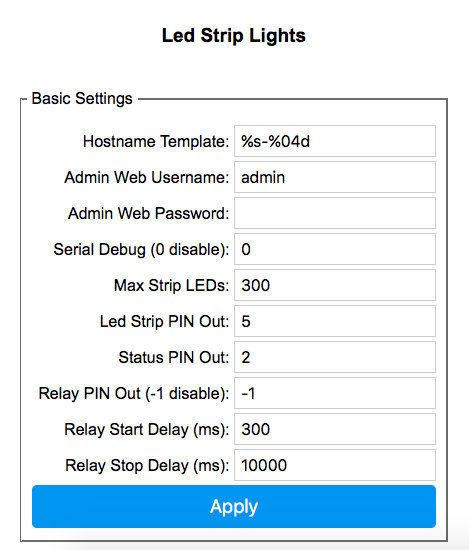 Led Strip Lights
Basic Settings
Hostname Template: %s-%04d
Admin Web Username: admin
Admin Web Password:
Serial Debug (0 disable): 0
Max Strip LEDs: 300
Led Strip PIN Out: 5
Status PIN Out: 2
Relay PIN Out (-1 disable): -1
Relay Start Delay (ms): 300
Relay Stop Delay (ms): 10000
Apply